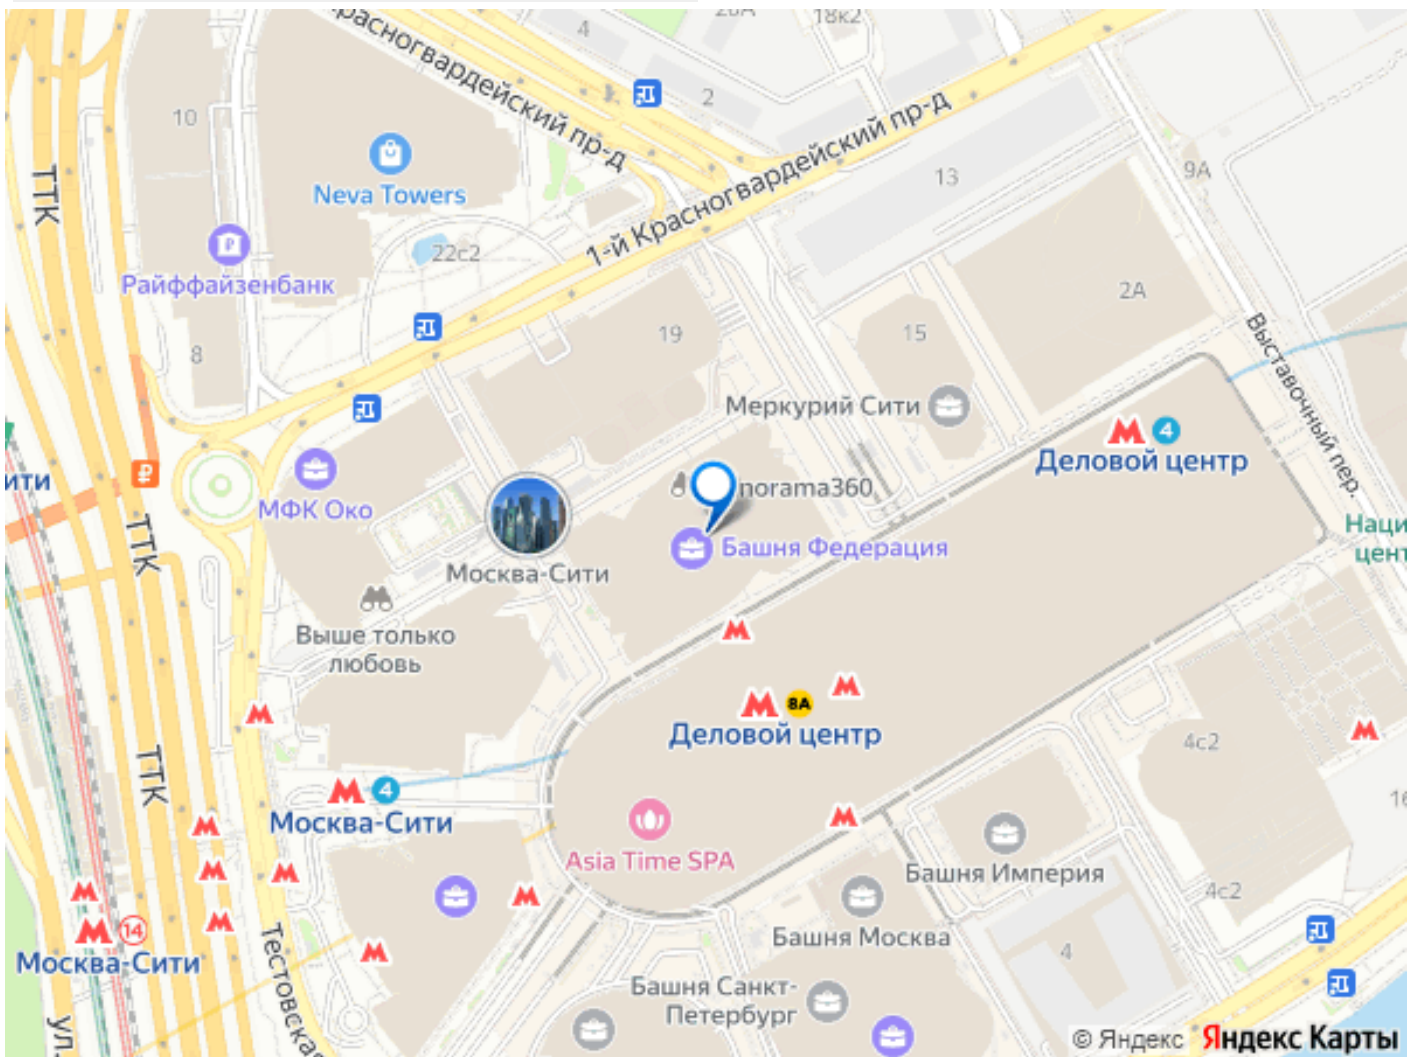 28А
18к2
4
Красногвардейский пр-д
2
10
1-й Красногвардейский пр-д
ТТК
Neva Towers
13
9А
22с2
Райффайзенбанк
2А
8
19
15
Выставочный пер.
Меркурий Сити
4
Деловой центр
ити
МФК Око
norama360
Башня Федерация
Наци
цент
Москва-Сити
ТТК
Выше только
любовь
8А
Деловой центр
4с2
ТТК
4
Москва-Сити
16
Asia Time SPA
Башня Империя
4с2
14
Москва-Сити
Башня Москва
4
Тестовская
Башня Санкт-
Петербург
ул.
© Яндекс Яндекс Карты